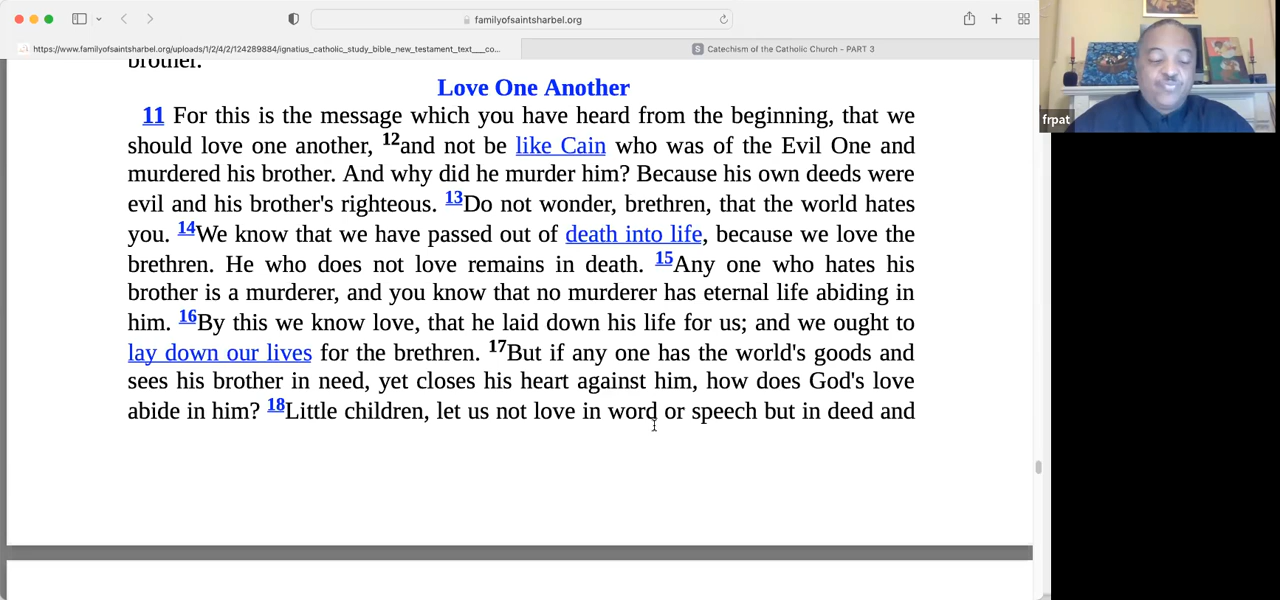 familyofsaintsharbel.org
https://www.familyofsaintsharbel.org/uploads/1/2/4/2/124289884/ignatius_catholic_study_bible_new_testament_text___co...
S Catechism of the Catholic Church - PART 3
frpat
brother.
Love One Another
11 For this is the message which you have heard from the beginning, that we
should love one another, 12and not be like Cain who was of the Evil One and
murdered his brother. And why did he murder him? Because his own deeds were
evil and his brother's righteous. 13Do not wonder, brethren, that the world hates
you. 14We know that we have passed out of death into life, because we love the
brethren. He who does not love remains in death. 15Any one who hates his
brother is a murderer, and you know that no murderer has eternal life abiding in
him. 16By this we know love, that he laid down his life for us; and we ought to
lay down our lives for the brethren. 17But if any one has the world's goods and
sees his brother in need, yet closes his heart against him, how does God's love
abide in him? 18Little children, let us not love in word or speech but in deed and